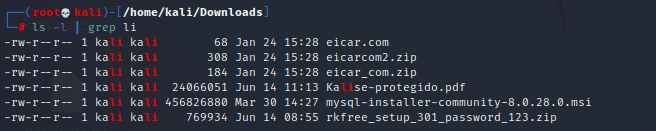 ┌──(root💀kali)-[/home/kali/Downloads]
└─# ls -l | grep li
-rw-r--r-- 1 kali kali        68 Jan 24 15:28 eicar.com
-rw-r--r-- 1 kali kali       308 Jan 24 15:28 eicarcom2.zip
-rw-r--r-- 1 kali kali       184 Jan 24 15:28 eicar_com.zip
-rw-r--r-- 1 kali kali  24066051 Jun 14 11:13 Kalise-protegido.pdf
-rw-r--r-- 1 kali kali 456826880 Mar 30 14:27 mysql-installer-community-8.0.28.0.msi
-rw-r--r-- 1 kali kali    769934 Jun 14 08:55 rkfree_setup_301_password_123.zip